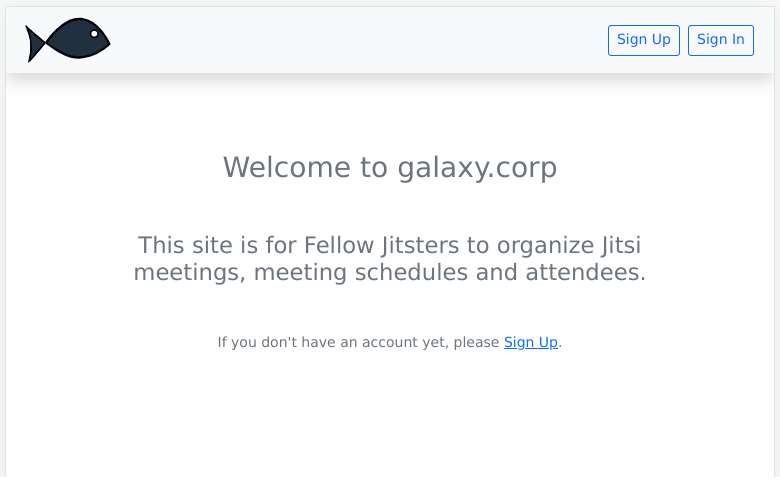 Sign Up Sign In
Welcome to galaxy.corp
This site is for Fellow Jitsters to organize Jitsi
meetings, meeting schedules and attendees.
If you don't have an account yet, please Sign Up.